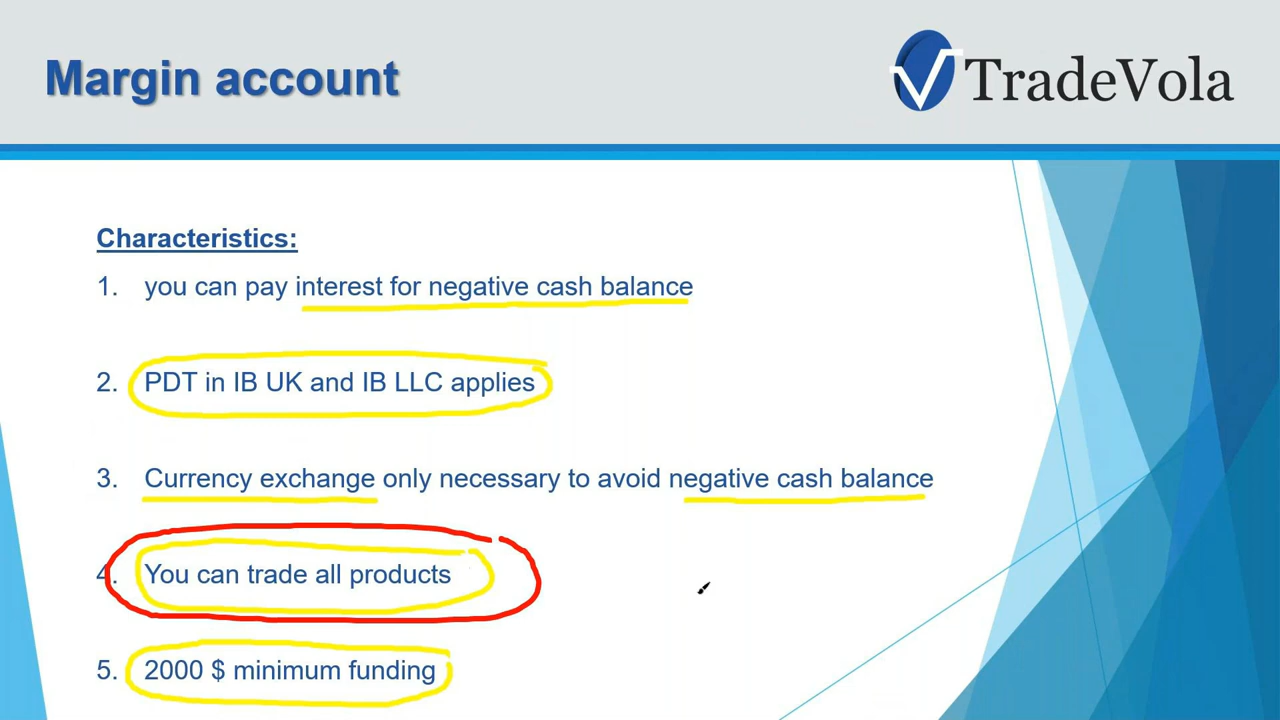 Margin account
TradeVola
Characteristics:
1. you can pay interest for negative cash balance
2. PDT in IB UK and IB LLC applies
3. Currency exchange only necessary to avoid negative cash balance
4. You can trade all products
5. 2000 $ minimum funding